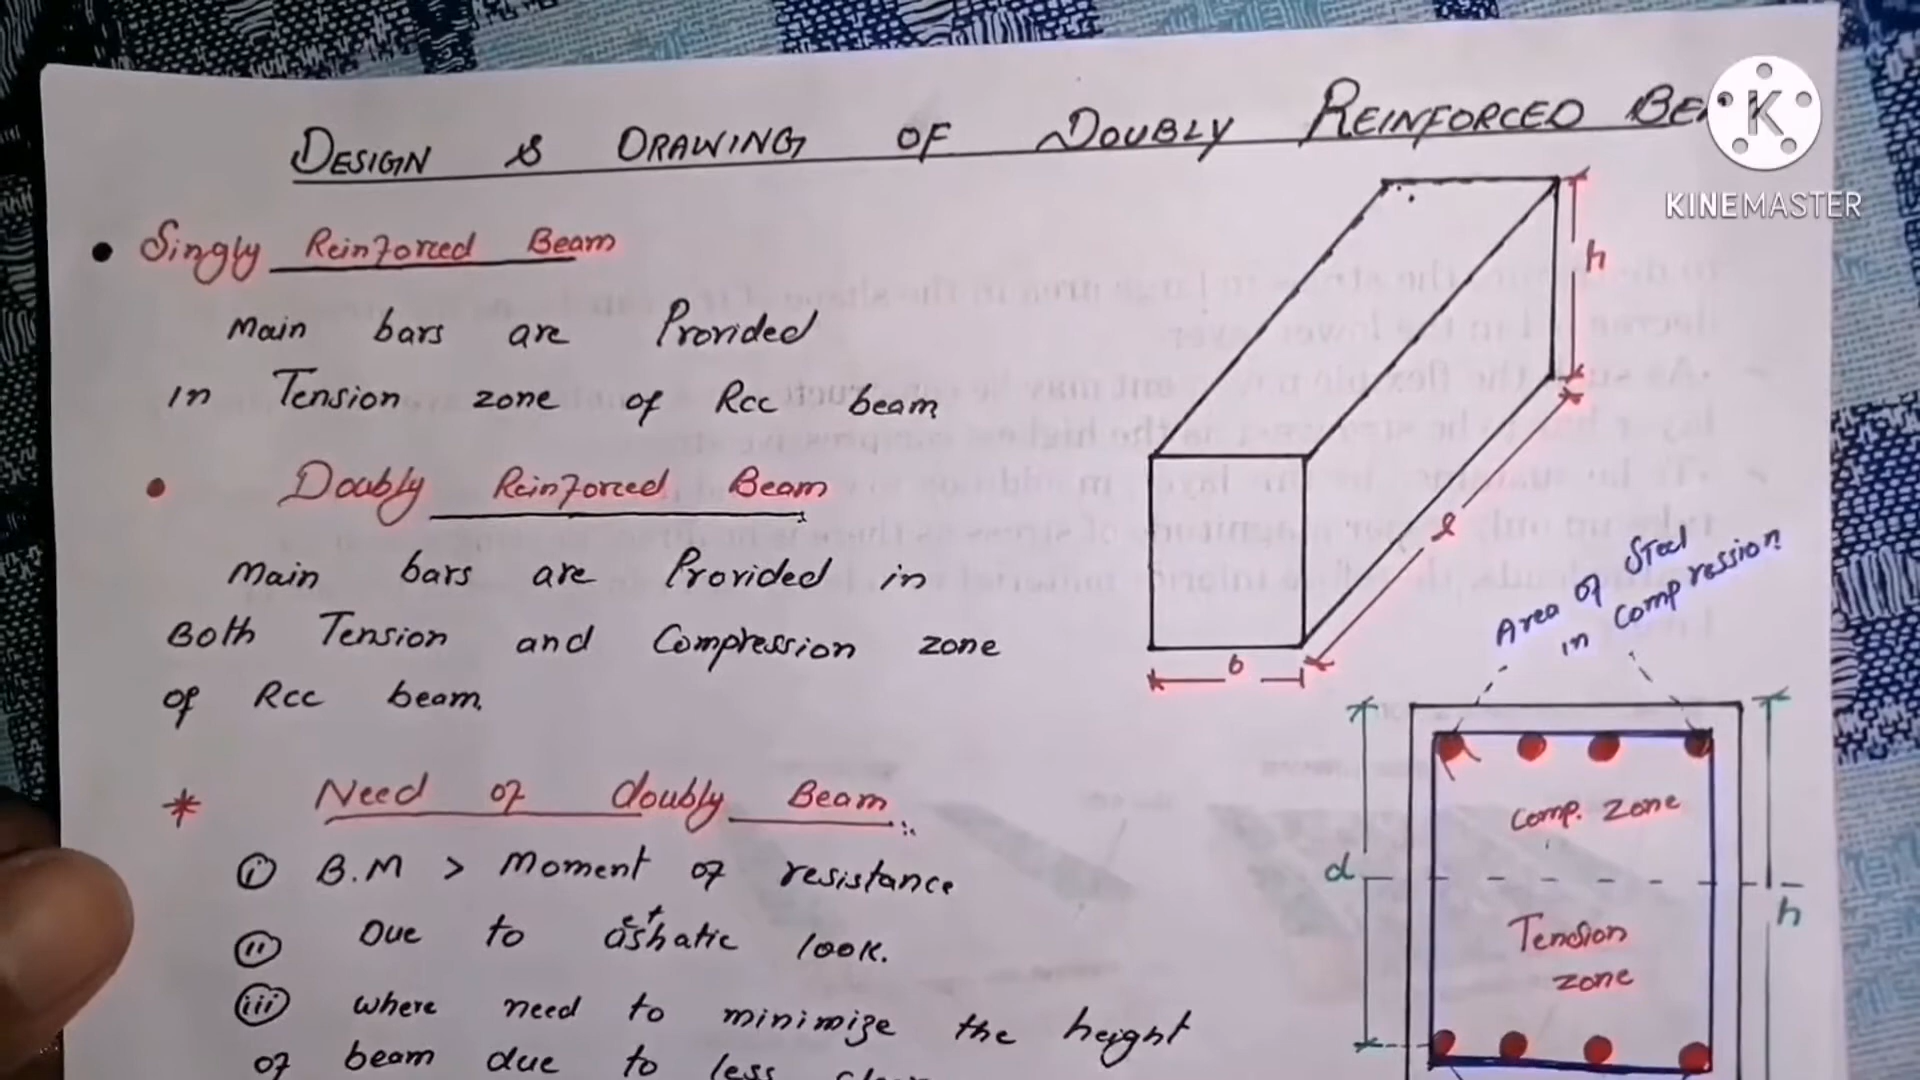 DESIGN & DRAWING OF DOUBLY REINFORCED BE
KINEMASTER
Singly Reinforced Beam
Main bars are Provided
in Tension zone of Rcc beam
Doubly Reinforced Beam
Main bars are Provided in
Both Tension and Compression zone
of Rcc beam.
* Need of doubly Beam
(i) B.M > Moment of resistance
(ii) Due to look.
(iii) where need to minimize the height
of beam due to less
h
l
b
Area of Steel
in Compression
Comp. Zone
d
h
Tension
zone